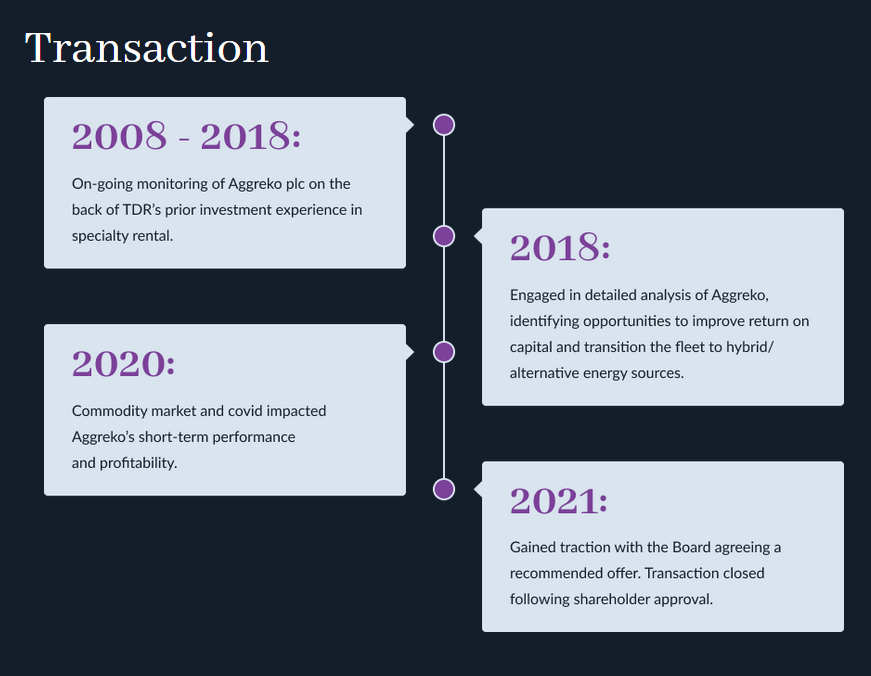 Transaction
2008 - 2018:
On-going monitoring of Aggreko plc on the
back of TDR's prior investment experience in
specialty rental.
2018:
Engaged in detailed analysis of Aggreko,
identifying opportunities to improve return on
capital and transition the fleet to hybrid/
alternative energy sources.
2020:
Commodity market and covid impacted
Aggreko's short-term performance
and profitability.
2021:
Gained traction with the Board agreeing a
recommended offer. Transaction closed
following shareholder approval.